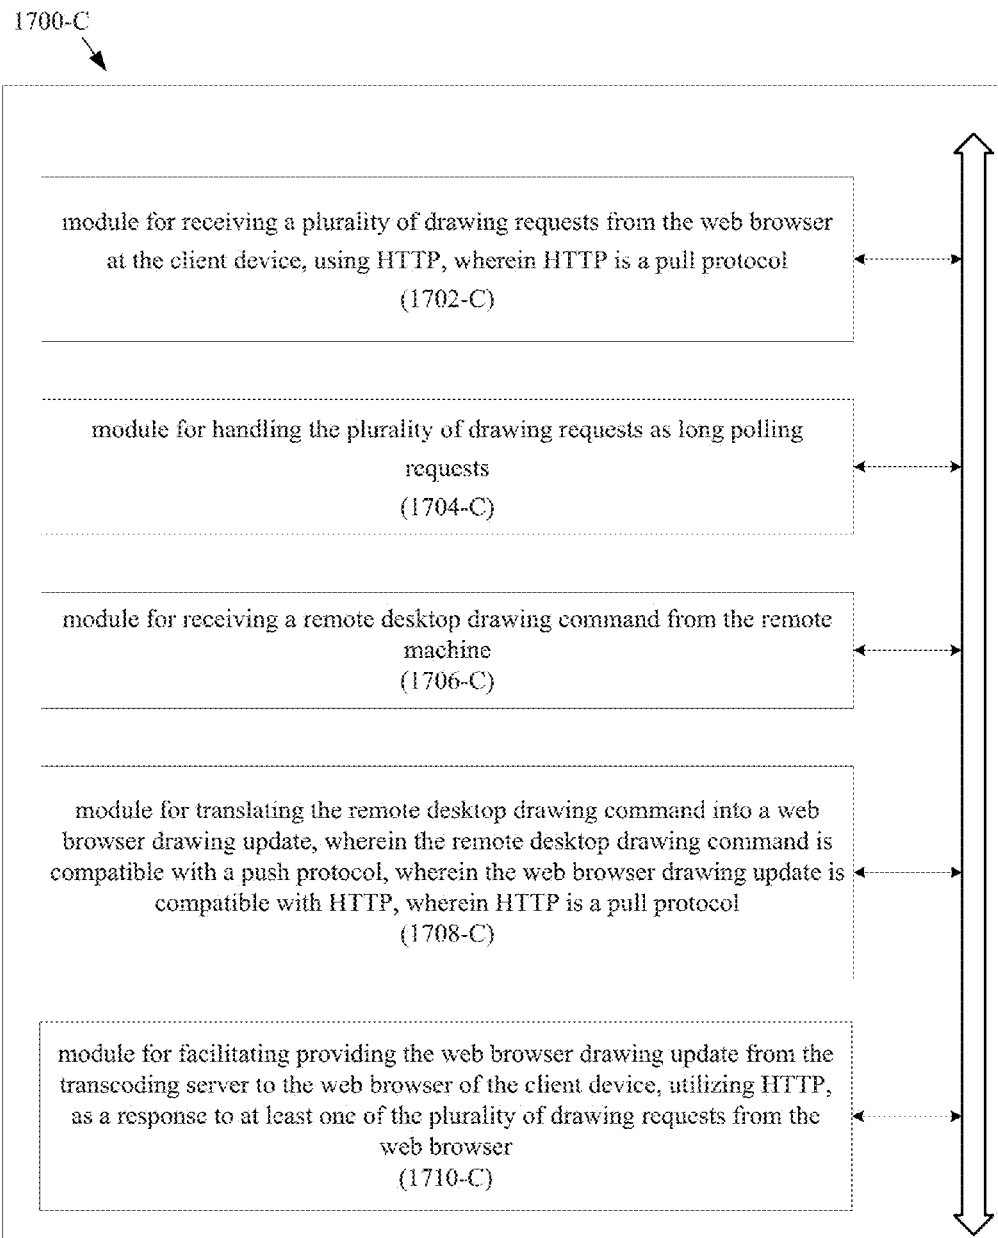 1700-C
module for receiving a plurality of drawing requests from the web browser
at the client device, using HTTP, wherein HTTP is a pull protocol
(1702-C)
module for handling the plurality of drawing requests as long polling
requests
(1704-C)
module for receiving a remote desktop drawing command from the remote
machine
(1706-C)
module for translating the remote desktop drawing command into a web
browser drawing update, wherein the remote desktop drawing command is
compatible with a push protocol, wherein the web browser drawing update is
compatible with HTTP, wherein HTTP is a pull protocol
(1708-C)
module for facilitating providing the web browser drawing update from the
transcoding server to the web browser of the client device, utilizing HTTP,
as a response to at least one of the plurality of drawing requests from the
web browser
(1710-C)